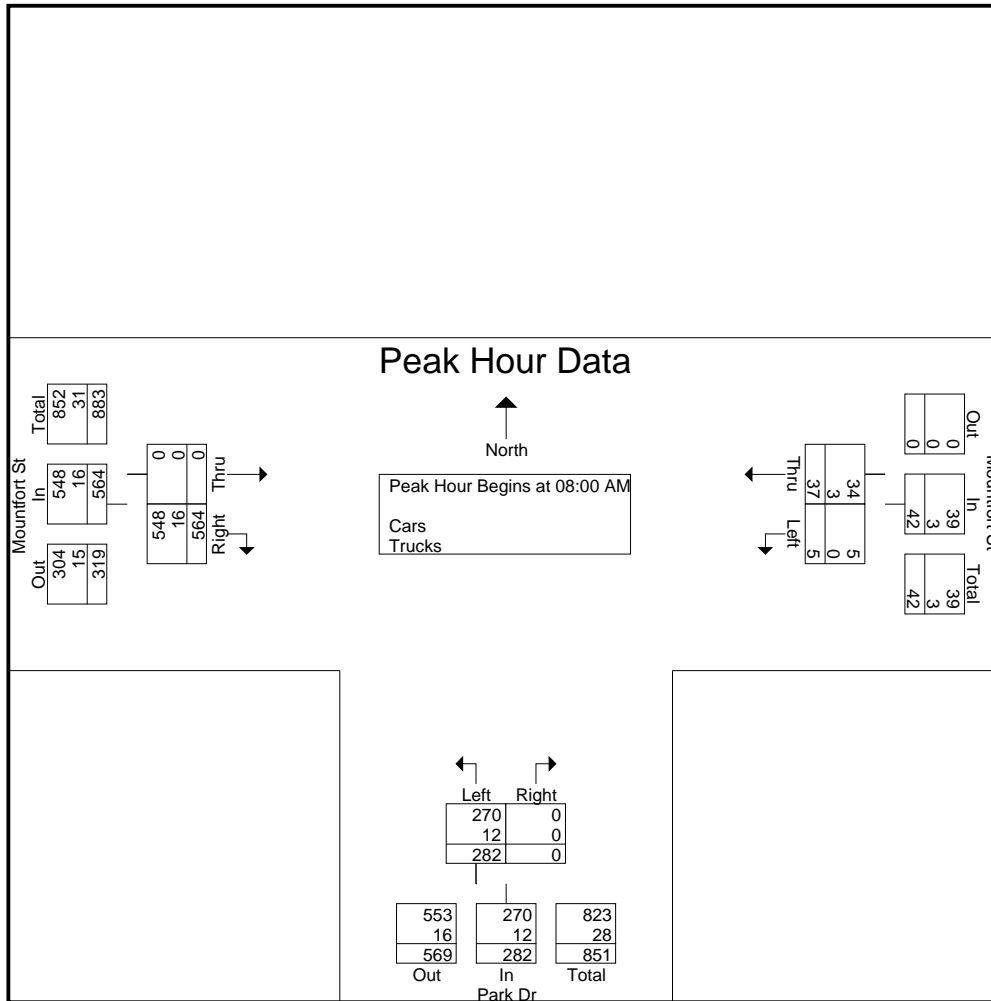 Peak Hour Data
North
Peak Hour Begins at 08:00 AM
Cars
Trucks
Mountfort St
Total
852
31
883
In
548
16
564
Out
304
15
319
Thru
0
0
0
Right
548
16
564
Mountfort St
Out
0
0
0
In
39
3
42
Total
39
3
42
Thru
34
3
37
Left
5
0
5
Left Right
270 0
12 0
282 0
553 270 823
16 12 28
569 282 851
Out In Total
Park Dr